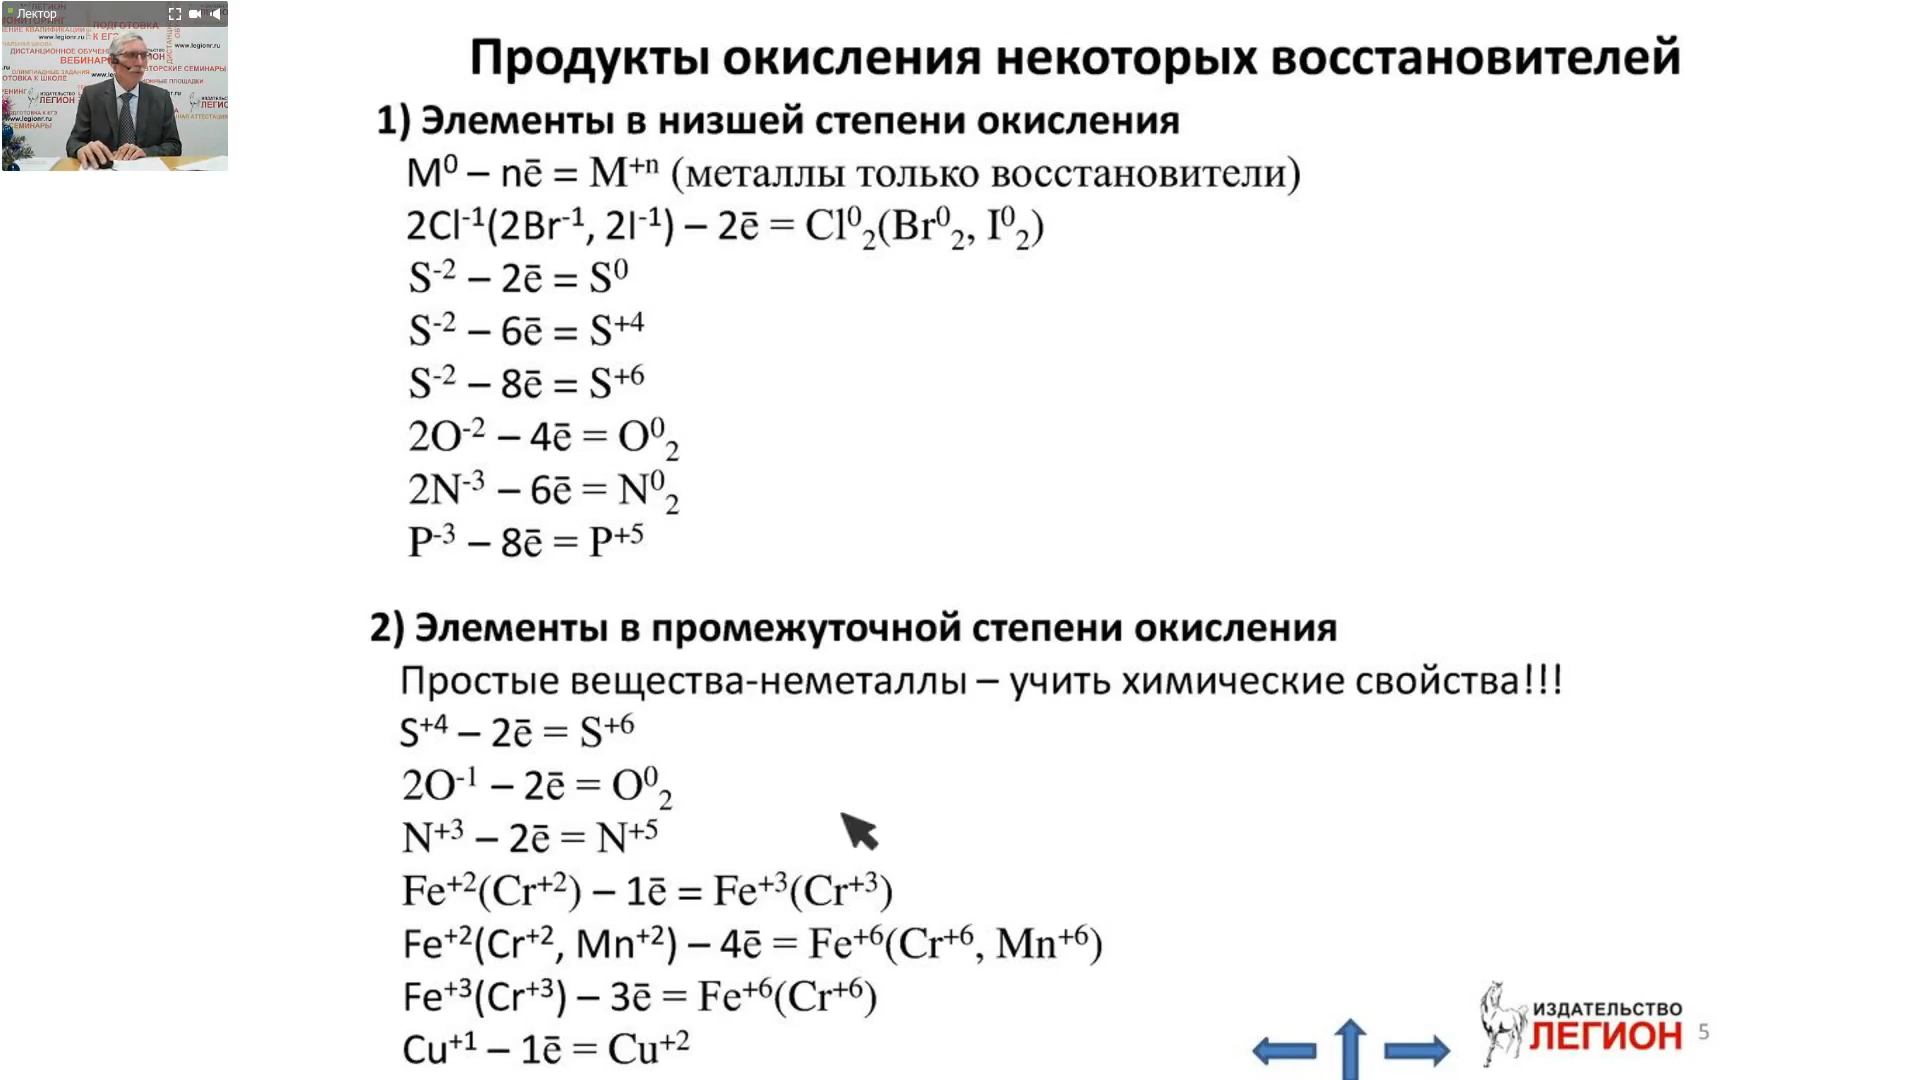 Лектор
Продукты окисления некоторых восстановителей
1) Элементы в низшей степени окисления
M⁰ – nē = M⁺ⁿ (металлы только восстановители)
2Cl⁻¹(2Br⁻¹, 2I⁻¹) – 2ē = Cl⁰₂(Br⁰₂, I⁰₂)
S⁻² – 2ē = S⁰
S⁻² – 6ē = S⁺⁴
S⁻² – 8ē = S⁺⁶
2O⁻² – 4ē = O⁰₂
2N⁻³ – 6ē = N⁰₂
P⁻³ – 8ē = P⁺⁵
2) Элементы в промежуточной степени окисления
Простые вещества-неметаллы – учить химические свойства!!!
S⁺⁴ – 2ē = S⁺⁶
2O⁻¹ – 2ē = O⁰₂
N⁺³ – 2ē = N⁺⁵
Fe⁺²(Cr⁺²) – 1ē = Fe⁺³(Cr⁺³)
Fe⁺²(Cr⁺², Mn⁺²) – 4ē = Fe⁺⁶(Cr⁺⁶, Mn⁺⁶)
Fe⁺³(Cr⁺³) – 3ē = Fe⁺⁶(Cr⁺⁶)
Cu⁺¹ – 1ē = Cu⁺²
ИЗДАТЕЛЬСТВО
ЛЕГИОН
5